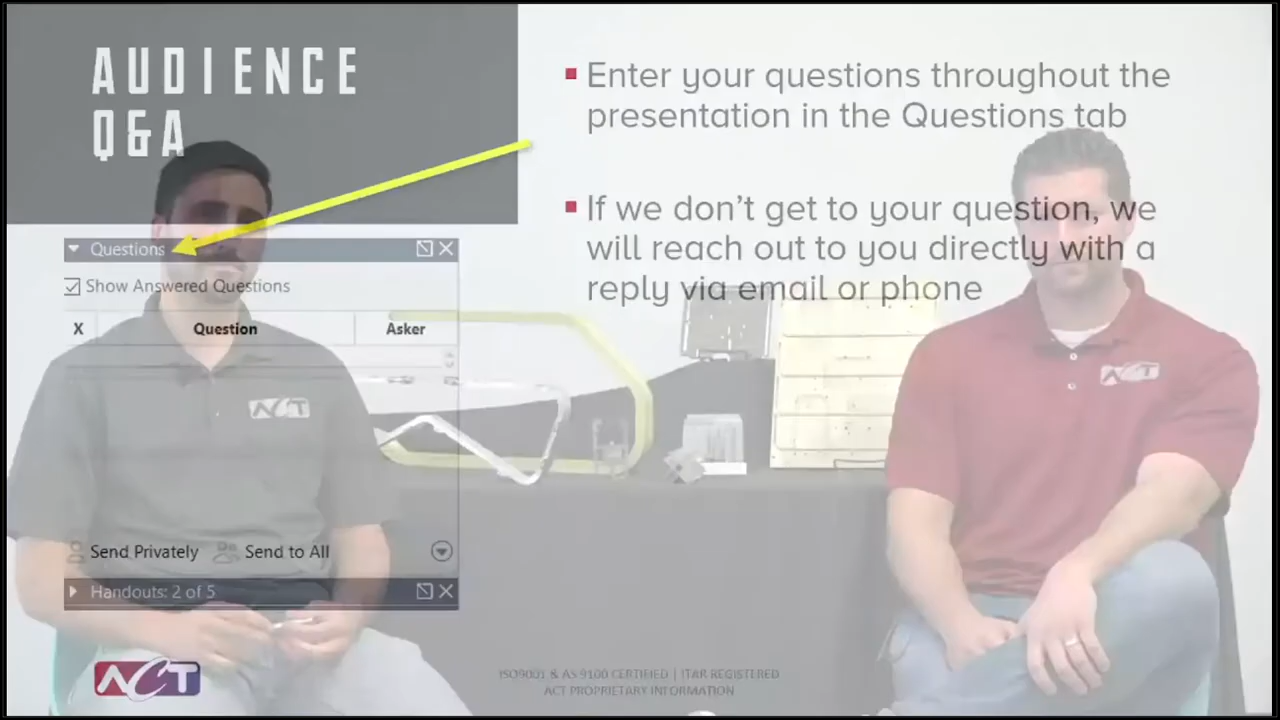 AUDIENCE
Q&A
Enter your questions throughout the
presentation in the Questions tab
If we don't get to your question, we
will reach out to you directly with a
reply via email or phone
Questions
Show Answered Questions
X Question X Asker
Send Privately Send to All
Handouts: 2 of 5
ACT
ACT
ACT
ISO9001 & AS 9100 CERTIFIED | ITAR REGISTERED
ACT PROPRIETARY INFORMATION